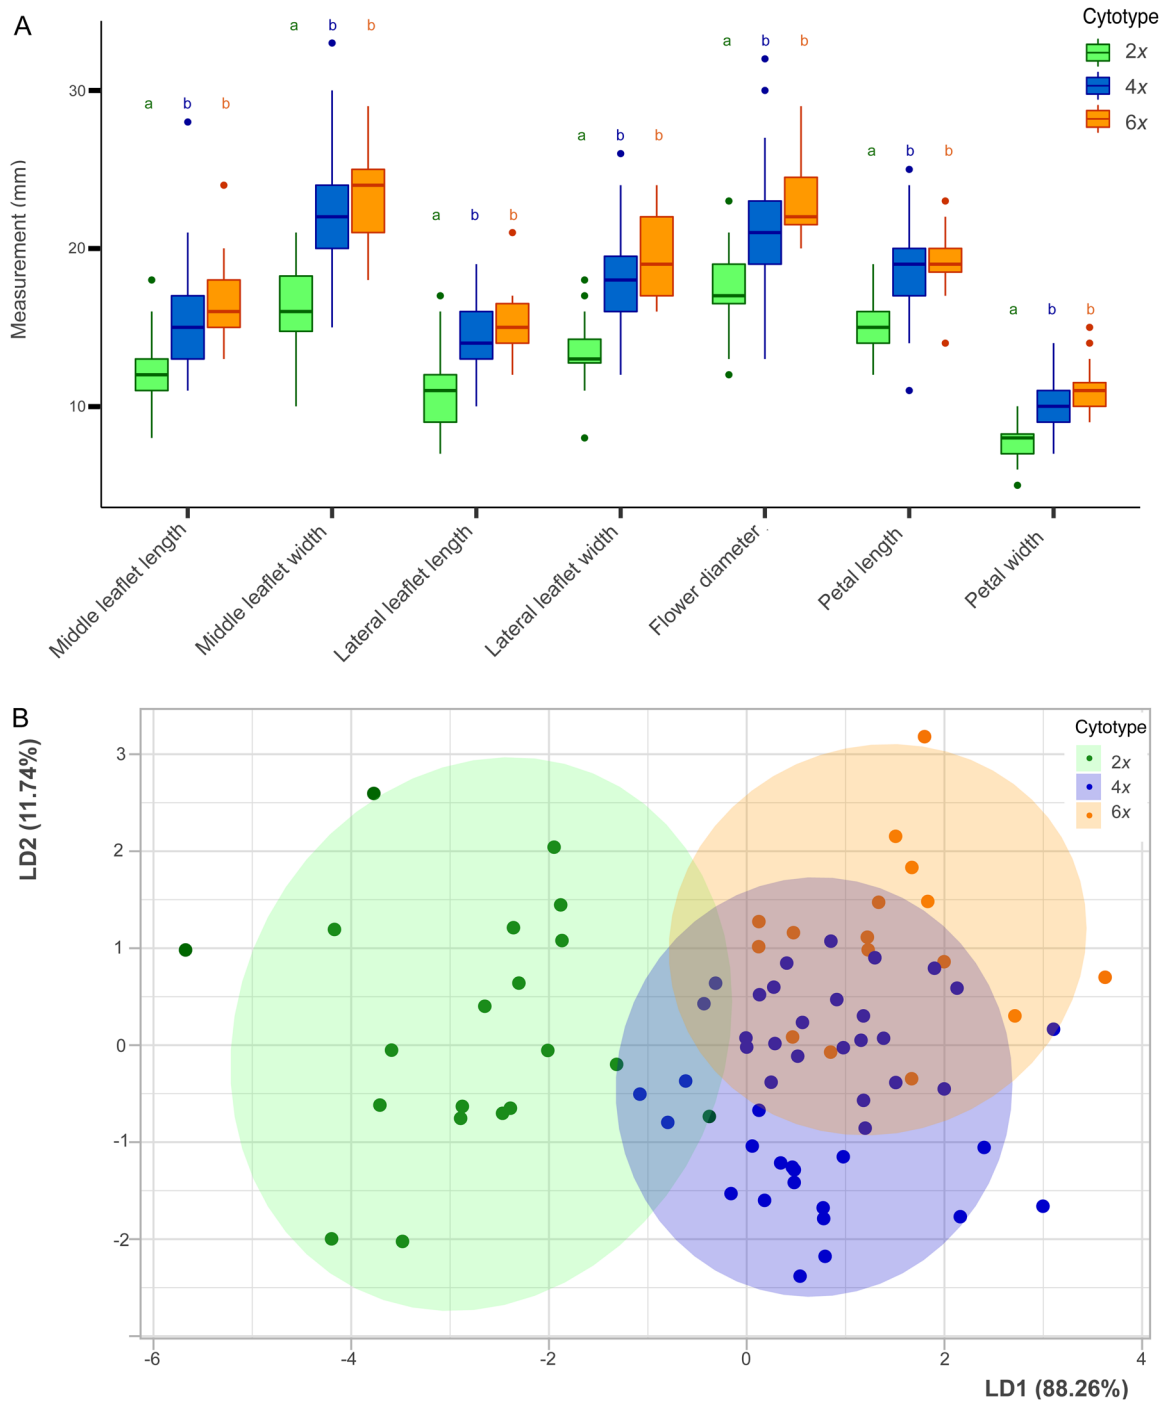 A
Cytotype
2x
4x
6x
a b b
a b b
a b b
a b b
a b b
a b b
a b b
Measurement (mm)
30
20
10
Middle leaflet length
Middle leaflet width
Lateral leaflet length
Lateral leaflet width
Flower diameter
Petal length
Petal width
B
Cytotype
2x
4x
6x
LD2 (11.74%)
3
2
1
0
-1
-2
-6 -4 -2 0 2 4
LD1 (88.26%)